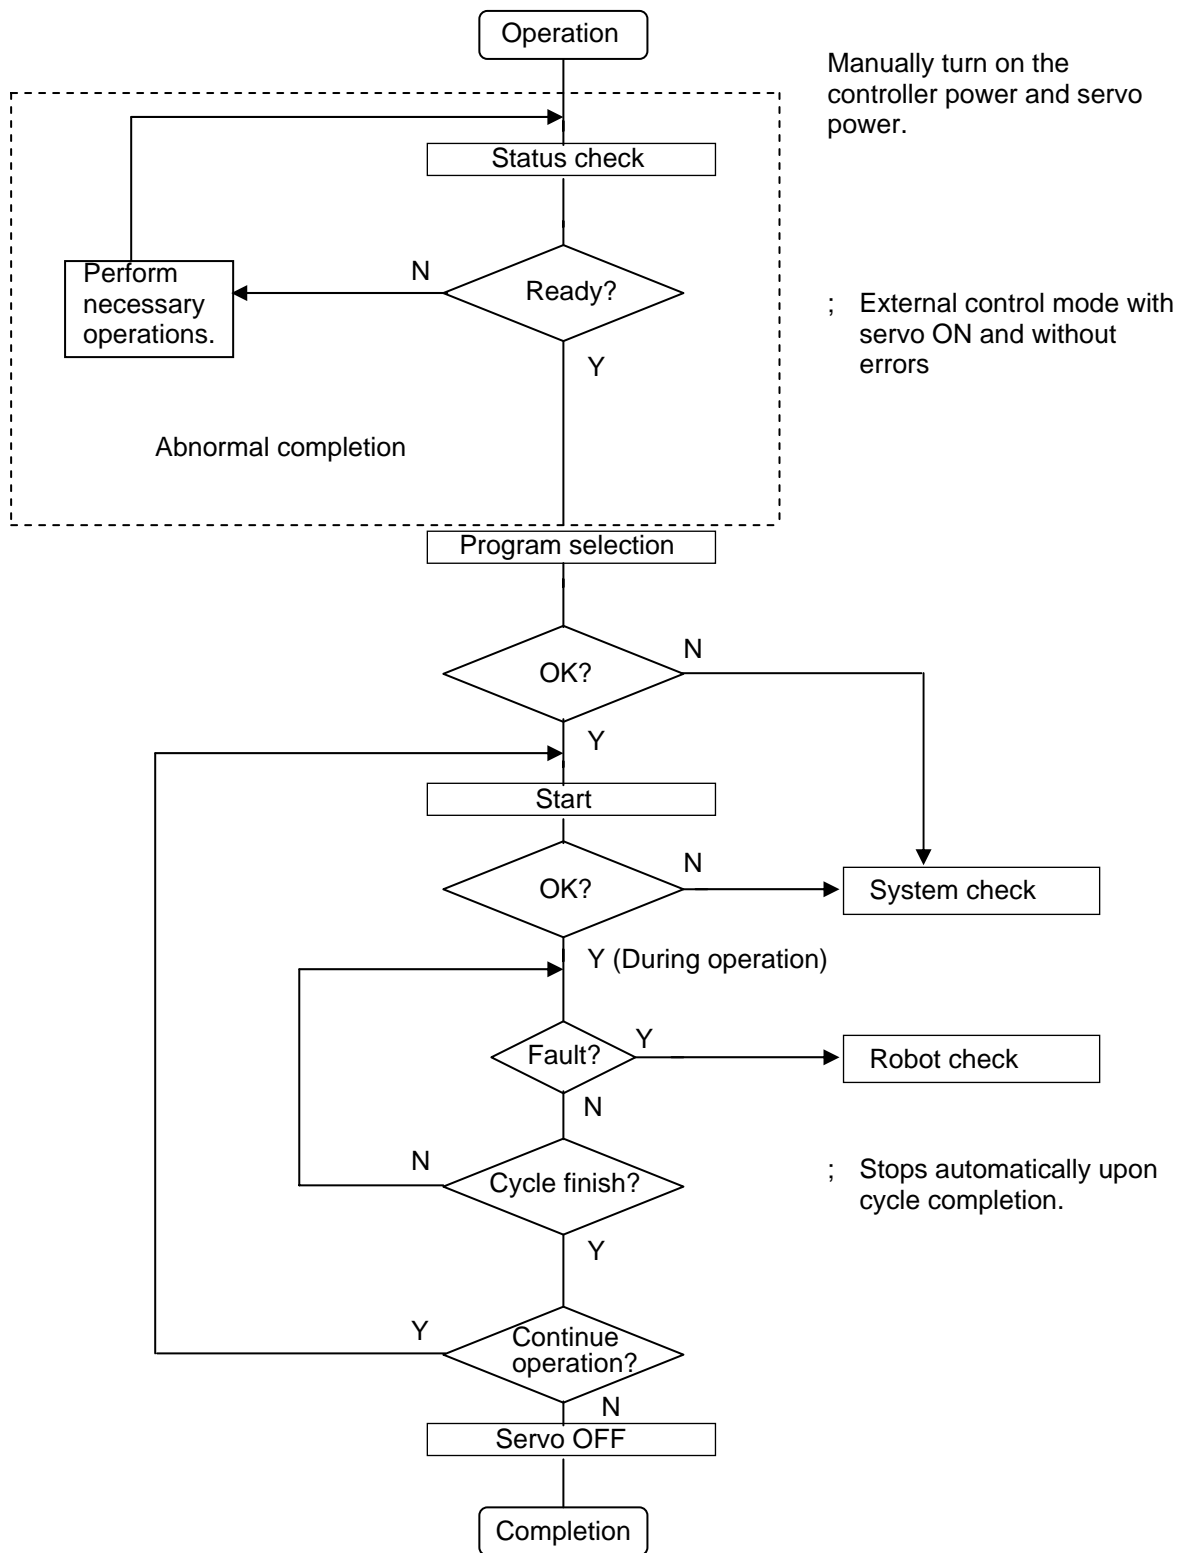 Operation
Manually turn on the
controller power and servo
power.
Status check
Perform
necessary
operations.
N
Ready?
; External control mode with
servo ON and without
errors
Y
Abnormal completion
Program selection
N
OK?
Y
Start
N
OK?
System check
Y (During operation)
Fault?
Y
Robot check
N
N
Cycle finish?
; Stops automatically upon
cycle completion.
Y
Y
Continue
operation?
N
Servo OFF
Completion